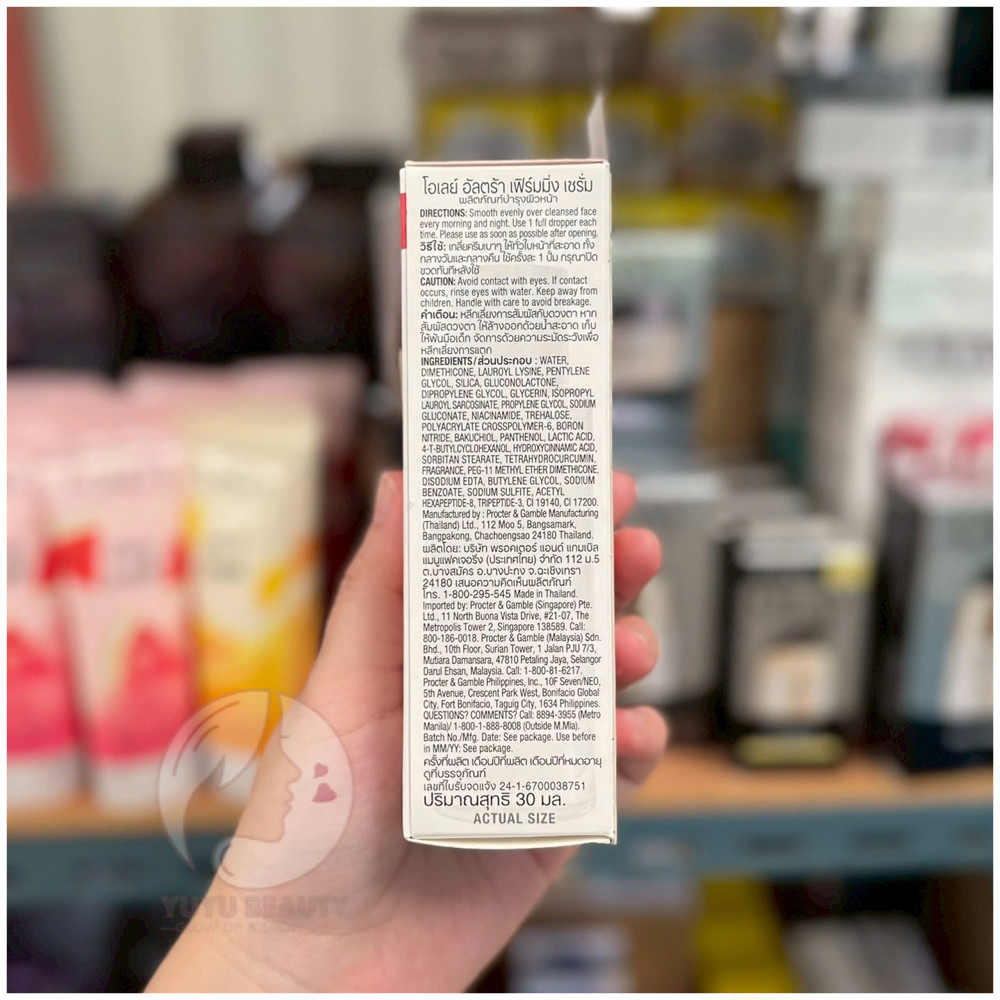 โอเลย์ อัลตร้า เฟิร์มมิ่ง เซรั่ม
ผลิตภัณฑ์บำรุงผิวหน้า
DIRECTIONS: Smooth evenly over cleansed face
every morning and night. Use 1 full dropper each
time. Please use as soon as possible after opening.
วิธีใช้: เกลี่ยครีมเบาๆ ให้ทั่วใบหน้าที่สะอาด ทั้ง
กลางวันและกลางคืน ใช้ครั้งละ 1 ปั๊ม กรุณาปิด
ขวดทันทีหลังใช้
CAUTION: Avoid contact with eyes. If contact
occurs, rinse eyes with water. Keep away from
children. Handle with care to avoid breakage.
คำเตือน: หลีกเลี่ยงการสัมผัสกับดวงตา หาก
สัมผัสดวงตา ให้ล้างออกด้วยน้ำสะอาด เก็บ
ให้พ้นมือเด็ก จัดการด้วยความระมัดระวังเพื่อ
หลีกเลี่ยงการแตก
INGREDIENTS/ส่วนประกอบ : WATER,
DIMETHICONE, LAUROYL LYSINE, PENTYLENE
GLYCOL, SILICA, GLUCONOLACTONE,
DIPROPYLENE GLYCOL, GLYCERIN, ISOPROPYL
LAUROYL SARCOSINATE, PROPYLENE GLYCOL, SODIUM
GLUCONATE, NIACINAMIDE, TREHALOSE,
POLYACRYLATE CROSSPOLYMER-6, BORON
NITRIDE, BAKUCHIOL, PANTHENOL, LACTIC ACID,
4-T-BUTYLCYCLOHEXANOL, HYDROXYCINNAMIC ACID,
SORBITAN STEARATE, TETRAHYDROCURCUMIN,
FRAGRANCE, PEG-11 METHYL ETHER DIMETHICONE,
DISODIUM EDTA, BUTYLENE GLYCOL, SODIUM
BENZOATE, SODIUM SULFITE, ACETYL
HEXAPEPTIDE-8, TRIPEPTIDE-3, CI 19140, CI 17200.
Manufactured by : Procter & Gamble Manufacturing
(Thailand) Ltd., 112 Moo 5, Bangsamark,
Bangpakong, Chachoengsao 24180 Thailand.
ผลิตโดย: บริษัท พรอคเตอร์ แอนด์ แกมเบิล
แมนูแฟคเจอริ่ง (ประเทศไทย) จำกัด 112 ม.5
ต.บางสมัคร อ.บางปะกง จ.ฉะเชิงเทรา
24180 เสนอความคิดเห็นผลิตภัณฑ์
โทร. 1-800-295-545 Made in Thailand.
Imported by: Procter & Gamble (Singapore) Pte.
Ltd., 11 North Buona Vista Drive, #21-07, The
Metropolis Tower 2, Singapore 138589. Call:
800-186-0018. Procter & Gamble (Malaysia) Sdn.
Bhd., 10th Floor, Surian Tower, 1 Jalan PJU 7/3,
Mutiara Damansara, 47810 Petaling Jaya, Selangor
Darul Ehsan, Malaysia. Call: 1-800-81-6217.
Procter & Gamble Philippines, Inc., 10F Seven/NEO,
5th Avenue, Crescent Park West, Bonifacio Global
City, Fort Bonifacio, Taguig City, 1634 Philippines.
QUESTIONS? COMMENTS? Call: 8894-3955 (Metro
Manila)/ 1-800-1-888-8008 (Outside M.Mla).
Batch No./Mfg. Date: See package. Use before
in MM/YY: See package.
ครั้งที่ผลิต เดือนปีที่ผลิต เดือนปีที่หมดอายุ
ดูที่บรรจุภัณฑ์
เลขที่ใบรับจดแจ้ง 24-1-6700038751
ปริมาณสุทธิ 30 มล.
ACTUAL SIZE
YUYU BEAUTY